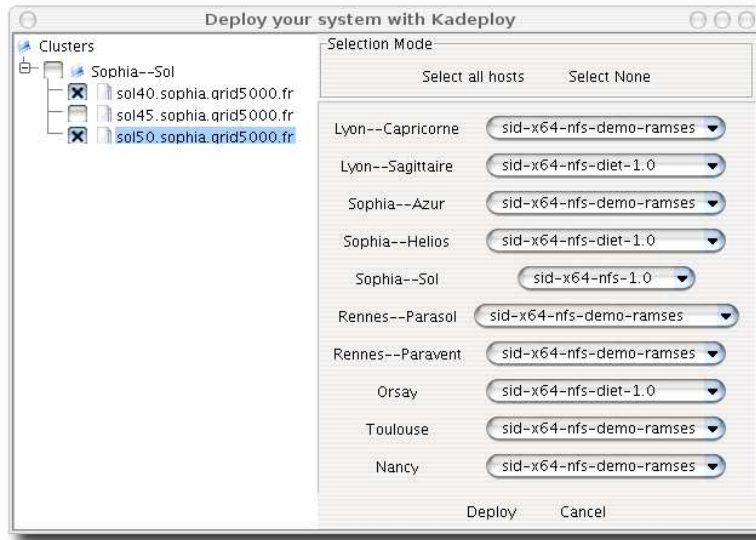 Deploy your system with Kadeploy
Clusters
Sophia--Sol
sol40.sophia.grid5000.fr
sol45.sophia.grid5000.fr
sol50.sophia.grid5000.fr
Selection Mode
Select all hosts Select None
Lyon--Capricorne sid-x64-nfs-demo-ramses
Lyon--Sagittaire sid-x64-nfs-diet-1.0
Sophia--Azur sid-x64-nfs-demo-ramses
Sophia--Helios sid-x64-nfs-diet-1.0
Sophia--Sol sid-x64-nfs-1.0
Rennes--Parasol sid-x64-nfs-demo-ramses
Rennes--Paravent sid-x64-nfs-demo-ramses
Orsay sid-x64-nfs-diet-1.0
Toulouse sid-x64-nfs-demo-ramses
Nancy sid-x64-nfs-demo-ramses
Deploy Cancel